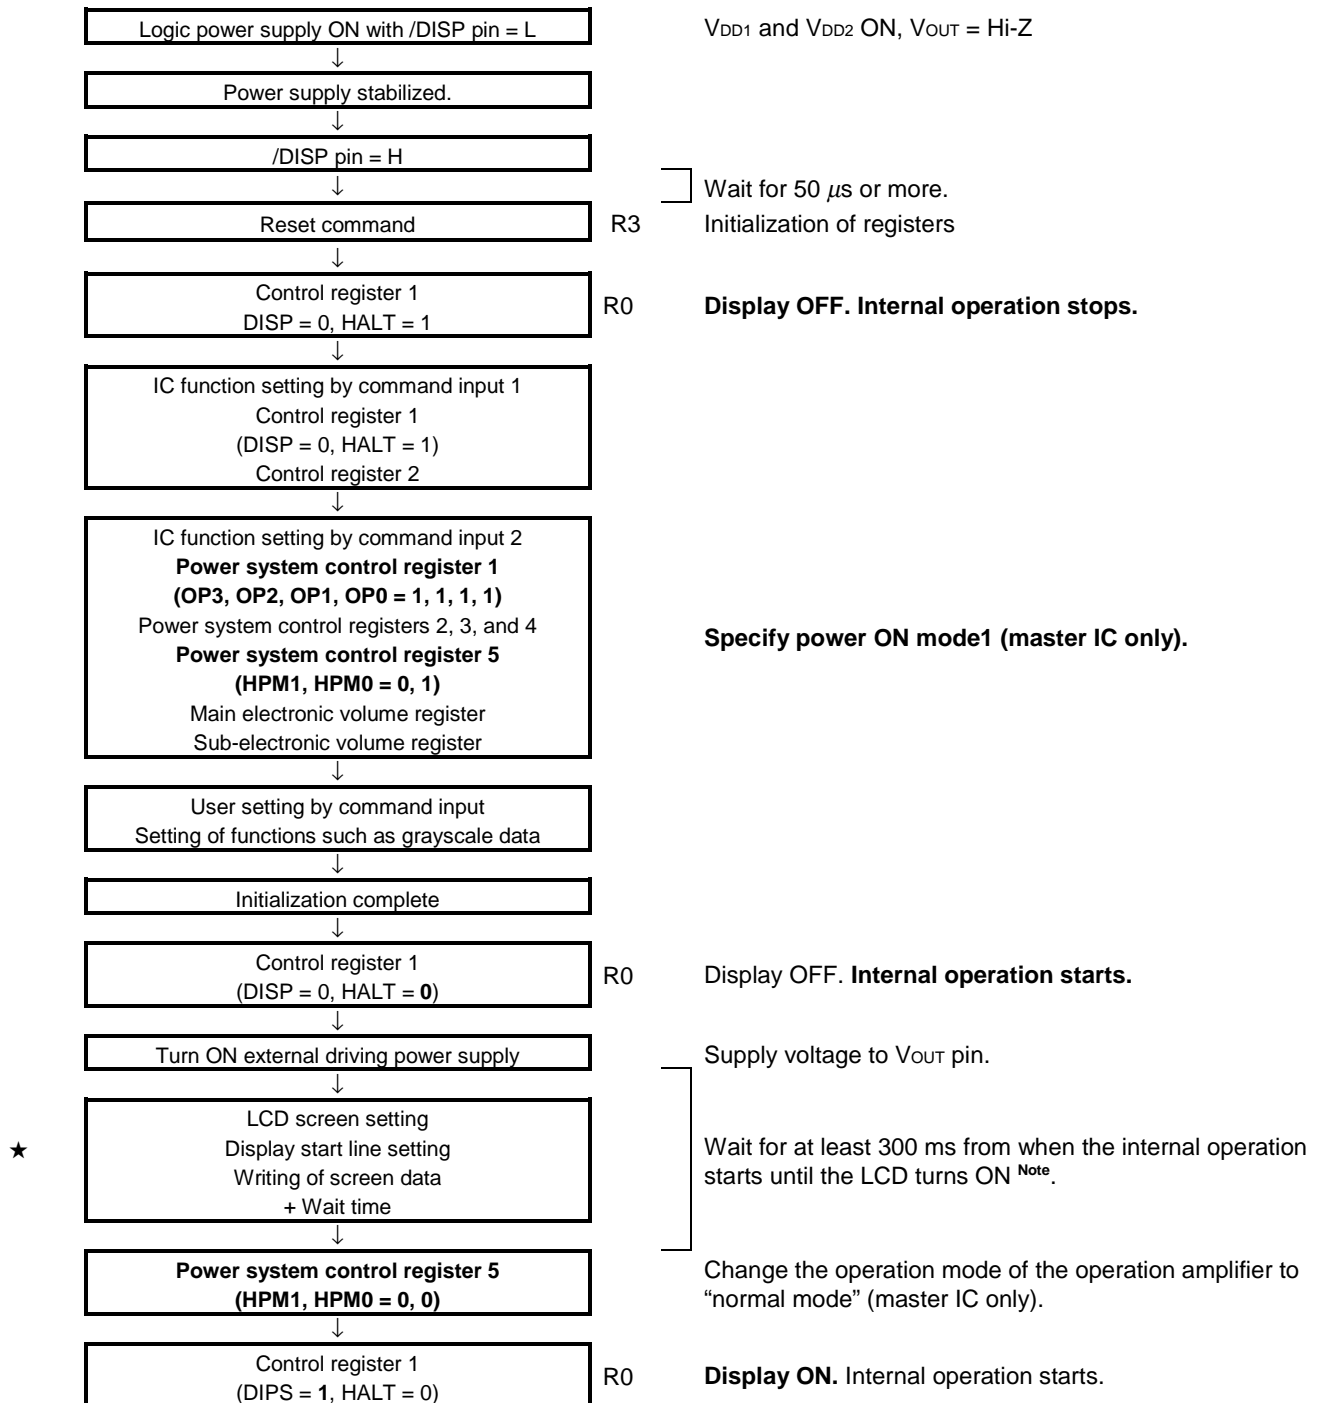 Logic power supply ON with /DISP pin = L
VDD1 and VDD2 ON, VOUT = Hi-Z
↓
Power supply stabilized.
↓
/DISP pin = H
↓
Wait for 50 μs or more.
Reset command
R3
Initialization of registers
↓
Control register 1
DISP = 0, HALT = 1
R0
Display OFF. Internal operation stops.
↓
IC function setting by command input 1
Control register 1
(DISP = 0, HALT = 1)
Control register 2
↓
IC function setting by command input 2
Power system control register 1
(OP3, OP2, OP1, OP0 = 1, 1, 1, 1)
Power system control registers 2, 3, and 4
Power system control register 5
(HPM1, HPM0 = 0, 1)
Main electronic volume register
Sub-electronic volume register
Specify power ON mode1 (master IC only).
↓
User setting by command input
Setting of functions such as grayscale data
↓
Initialization complete
↓
Control register 1
(DISP = 0, HALT = 0)
R0
Display OFF. Internal operation starts.
↓
Turn ON external driving power supply
Supply voltage to VOUT pin.
↓
★
LCD screen setting
Display start line setting
Writing of screen data
+ Wait time
Wait for at least 300 ms from when the internal operation
starts until the LCD turns ON Note.
↓
Power system control register 5
(HPM1, HPM0 = 0, 0)
Change the operation mode of the operation amplifier to
“normal mode” (master IC only).
↓
Control register 1
(DIPS = 1, HALT = 0)
R0
Display ON. Internal operation starts.